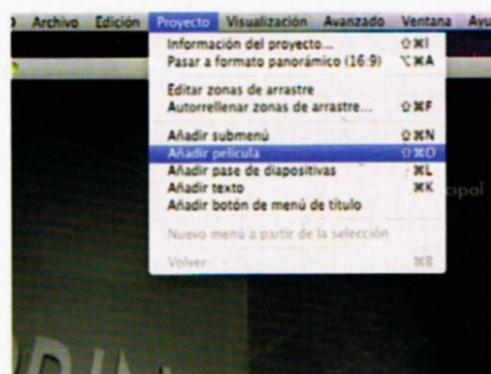 Archivo Edición Proyecto Visualización Avanzado Ventana Ayu
Información del proyecto... ⇧⌘I
Pasar a formato panorámico (16:9) ⌥⌘A
Editar zonas de arrastre
Autorrellenar zonas de arrastre... ⇧⌘F
Añadir submenú ⇧⌘N
Añadir película ⇧⌘O
Añadir pase de diapositivas ⌘L
Añadir texto ⌘K
Añadir botón de menú de título
Nuevo menú a partir de la selección
Volver ⌘B
cipal